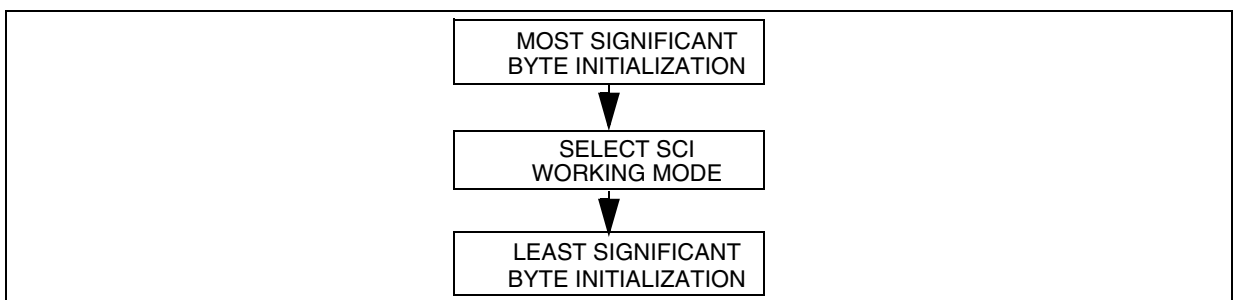 MOST SIGNIFICANT
BYTE INITIALIZATION
SELECT SCI
WORKING MODE
LEAST SIGNIFICANT
BYTE INITIALIZATION